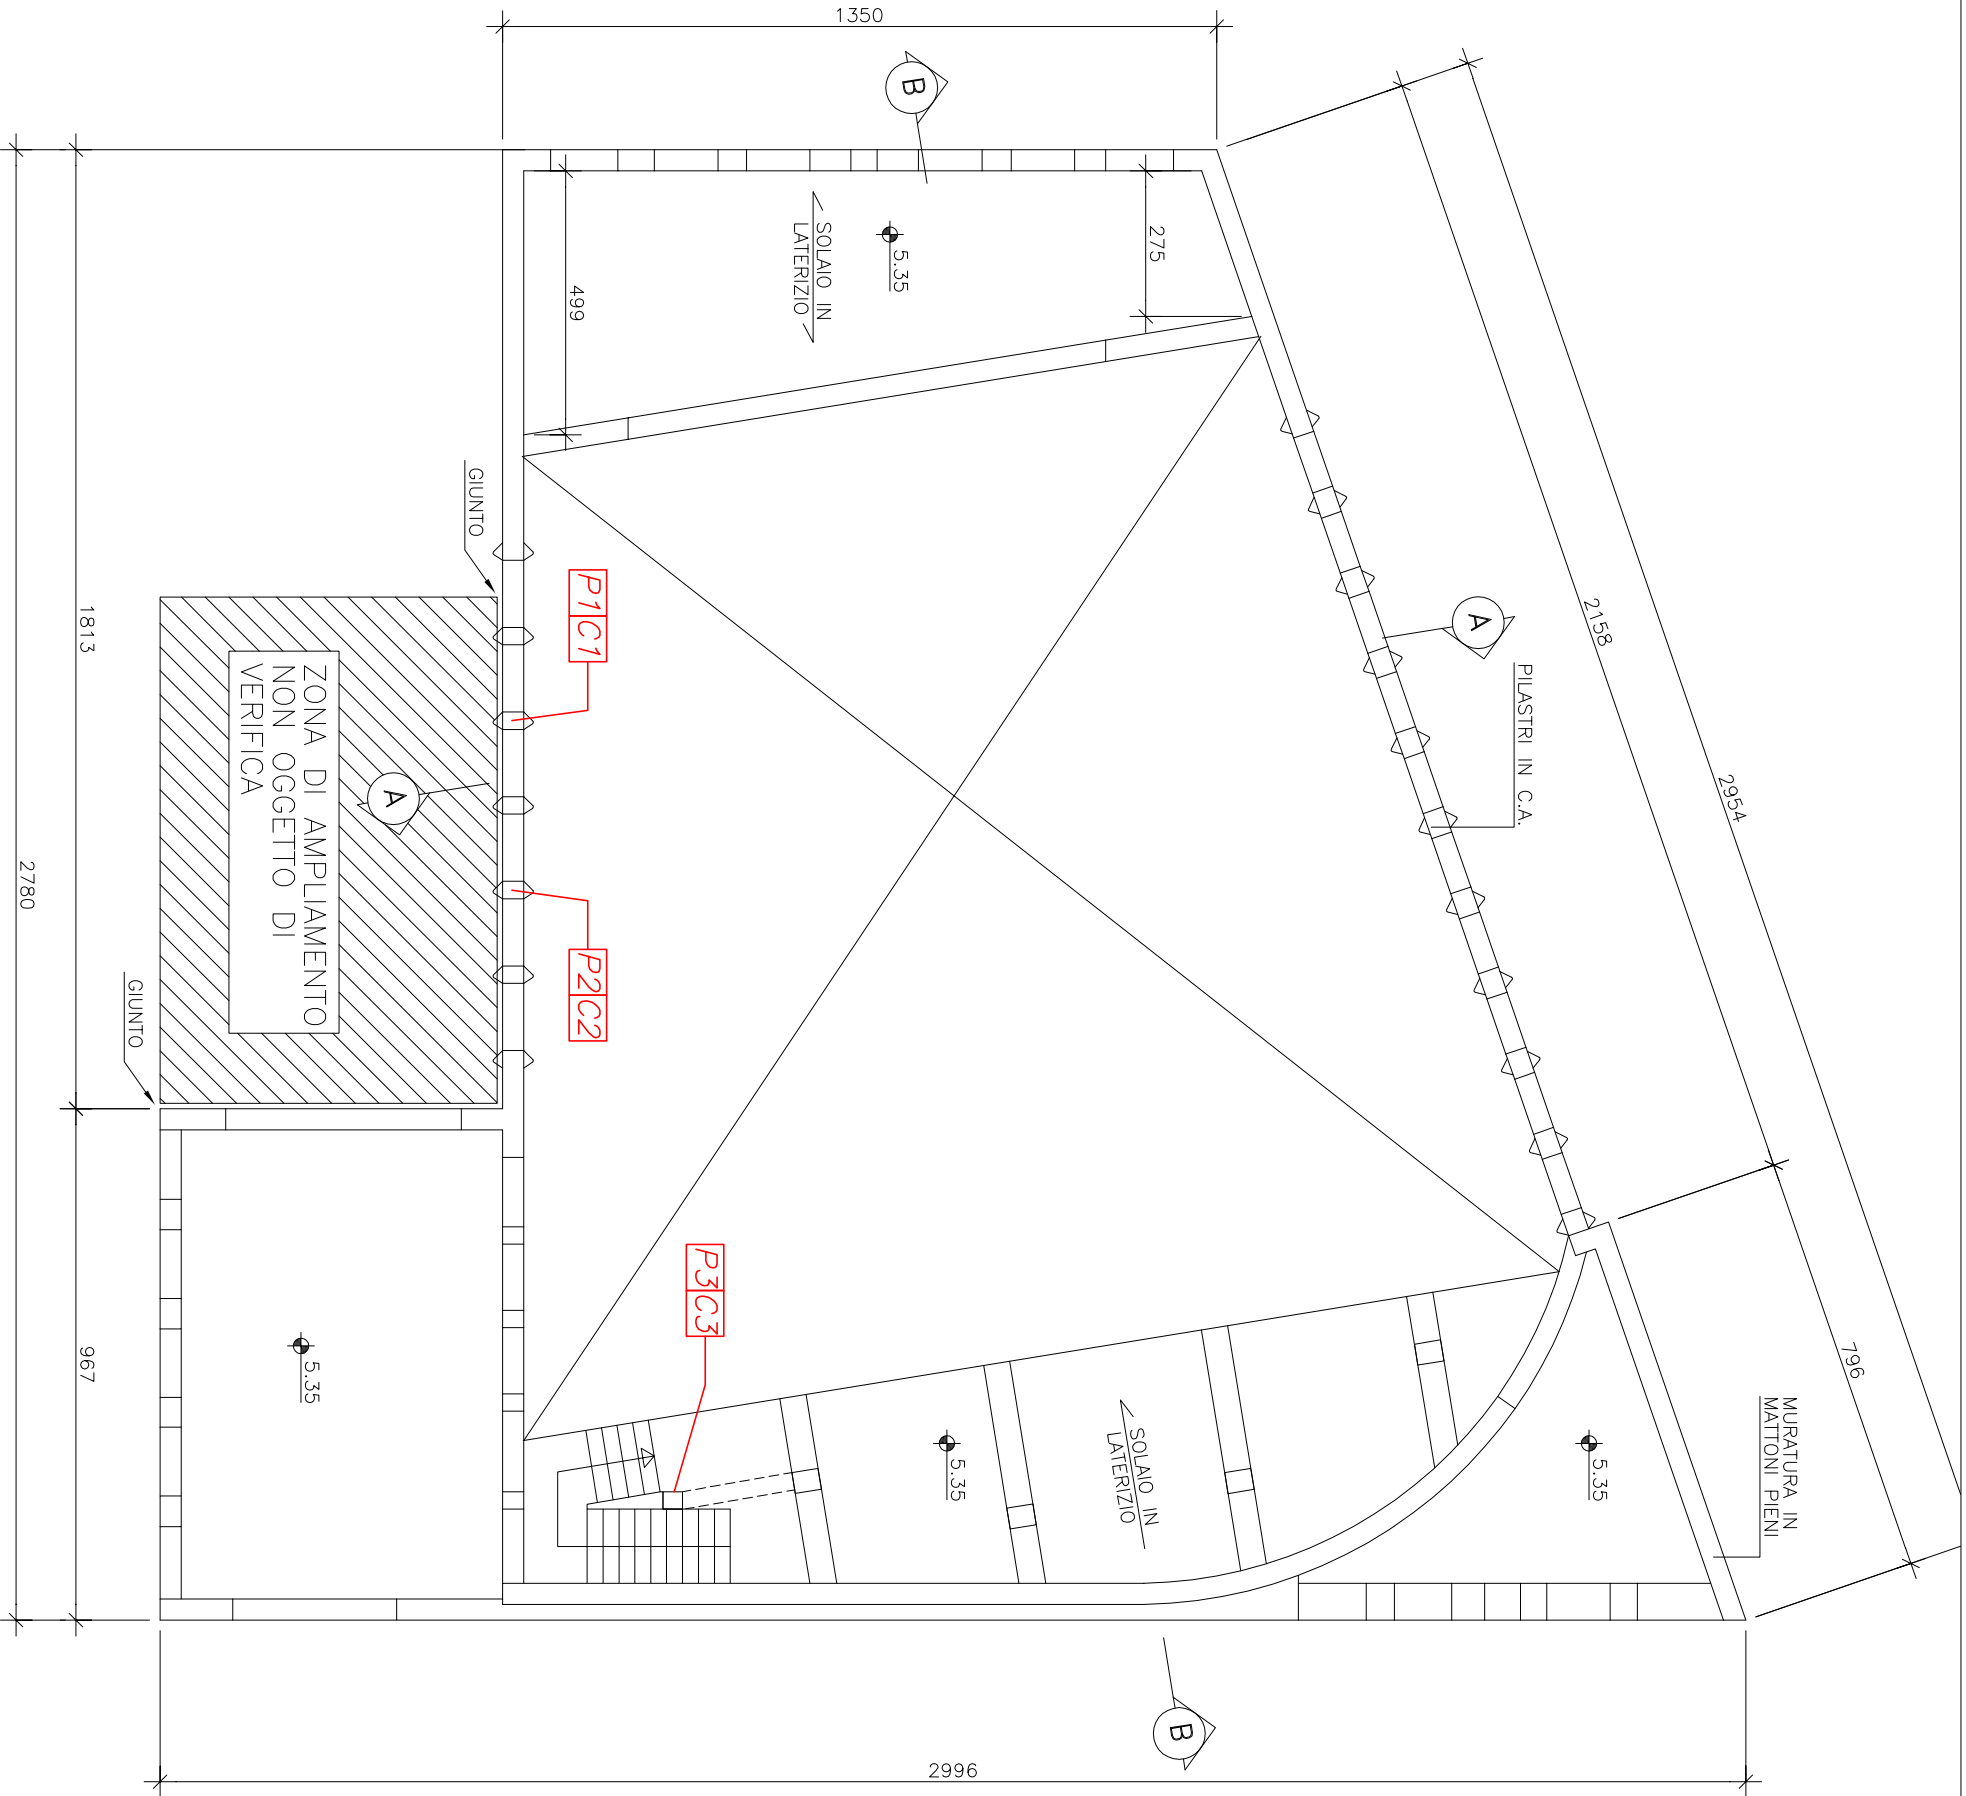 1350
B
2954
2158
796
A
PILASTRI IN C.A.
MURATURA IN
MATTONI PIENI
275
5.35
SOLAIO IN
LATERIZIO
499
GIUNTO
P1 C1
P2 C2
P3 C3
5.35
SOLAIO IN
LATERIZIO
5.35
A
ZONA DI AMPLIAMENTO
NON OGGETTO DI
VERIFICA
GIUNTO
5.35
1813
967
2780
B
2996